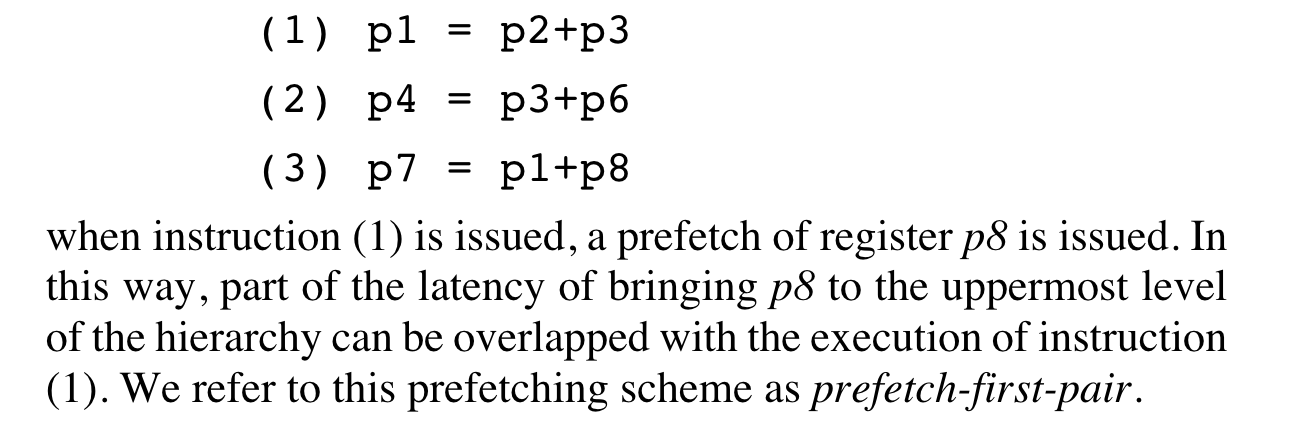 (1) p1 = p2+p3
(2) p4 = p3+p6
(3) p7 = p1+p8
when instruction (1) is issued, a prefetch of register p8 is issued. In
this way, part of the latency of bringing p8 to the uppermost level
of the hierarchy can be overlapped with the execution of instruction
(1). We refer to this prefetching scheme as prefetch-first-pair.